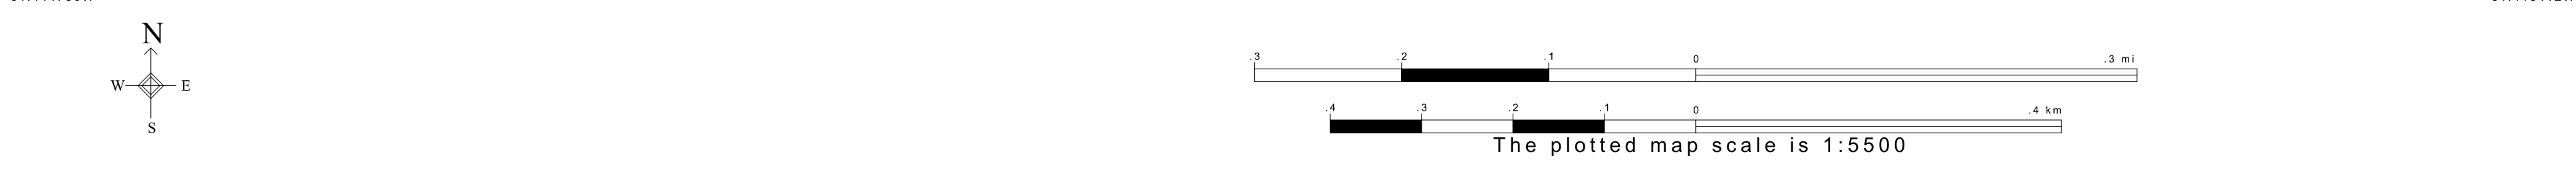 N
W E
S
.3 .2 .1 0 .3 mi
.4 .3 .2 .1 0 .4 km
The plotted map scale is 1:5500